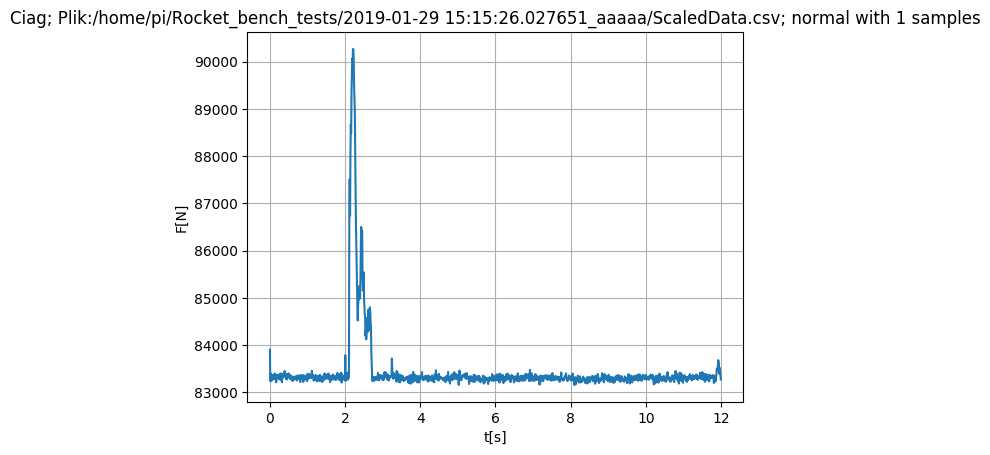 Ciag; Plik:/home/pi/Rocket_bench_tests/2019-01-29 15:15:26.027651_aaaaa/ScaledData.csv; normal with 1 samples
90000
89000
88000
87000
86000
85000
84000
83000
F[N]
0 2 4 6 8 10 12
t[s]